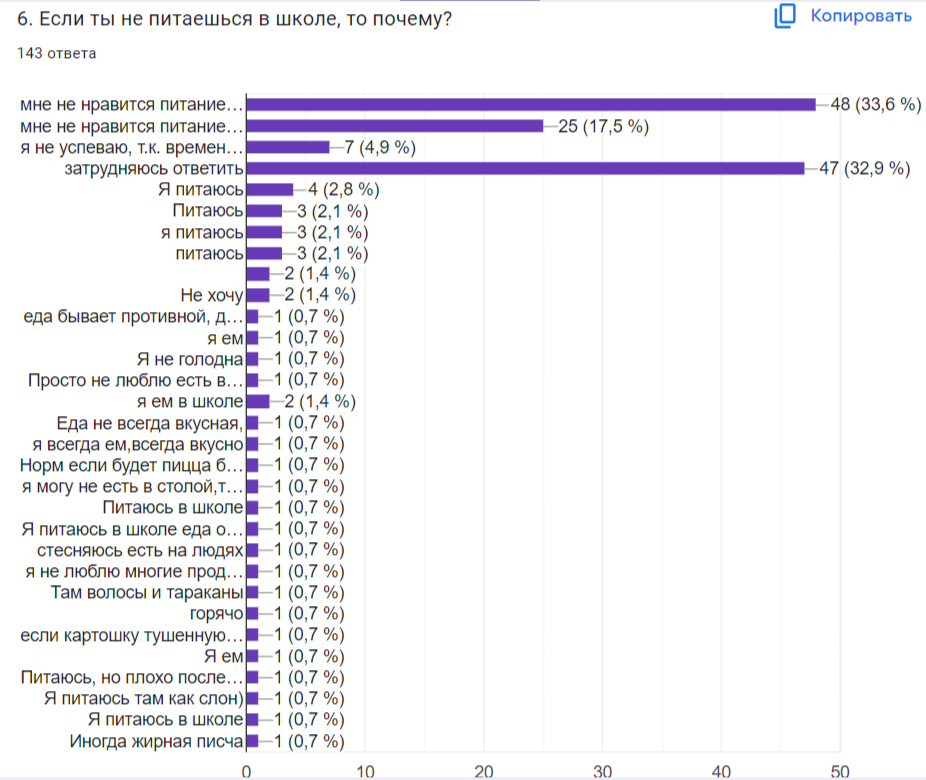 6. Если ты не питаешься в школе, то почему?
Копировать
143 ответа
мне не нравится питание… 48 (33,6 %)
мне не нравится питание… 25 (17,5 %)
я не успеваю, т.к. времен… 7 (4,9 %)
затрудняюсь ответить 47 (32,9 %)
Я питаюсь 4 (2,8 %)
Питаюсь 3 (2,1 %)
я питаюсь 3 (2,1 %)
питаюсь 3 (2,1 %)
2 (1,4 %)
Не хочу 2 (1,4 %)
еда бывает противной, д… 1 (0,7 %)
я ем 1 (0,7 %)
Я не голодна 1 (0,7 %)
Просто не люблю есть в… 1 (0,7 %)
я ем в школе 2 (1,4 %)
Еда не всегда вкусная, 1 (0,7 %)
я всегда ем,всегда вкусно 1 (0,7 %)
Норм если будет пицца б… 1 (0,7 %)
я могу не есть в столой,т… 1 (0,7 %)
Питаюсь в школе 1 (0,7 %)
Я питаюсь в школе еда о… 1 (0,7 %)
стесняюсь есть на людях 1 (0,7 %)
я не люблю многие прод… 1 (0,7 %)
Там волосы и тараканы 1 (0,7 %)
горячо 1 (0,7 %)
если картошку тушенную… 1 (0,7 %)
Я ем 1 (0,7 %)
Питаюсь, но плохо после… 1 (0,7 %)
Я питаюсь там как слон) 1 (0,7 %)
Я питаюсь в школе 1 (0,7 %)
Иногда жирная писча 1 (0,7 %)
0 10 20 30 40 50